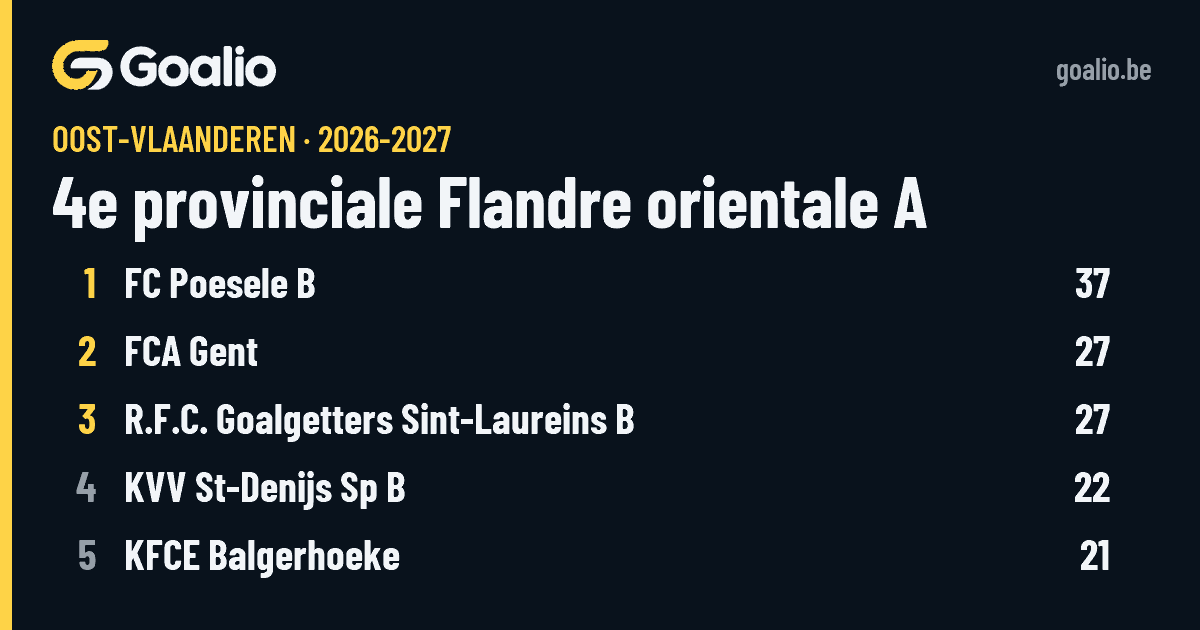 Goalio goalio.be
OOST-VLAANDEREN · 2026-2027
4e provinciale Flandre orientale A
1 FC Poesele B 37
2 FCA Gent 27
3 R.F.C. Goalgetters Sint-Laureins B 27
4 KVV St-Denijs Sp B 22
5 KFCE Balgerhoeke 21